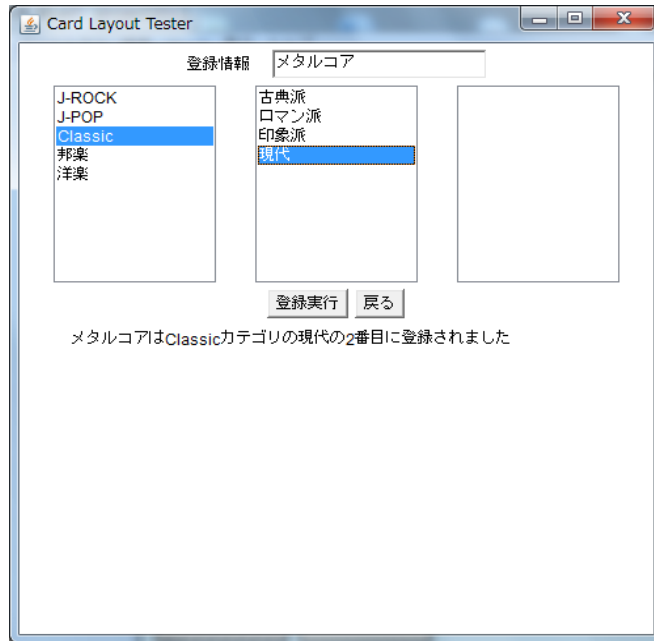 Card Layout Tester
登録情報 メタルコア
J-ROCK
J-POP
Classic
邦楽
洋楽
古典派
ロマン派
印象派
現代
登録実行 戻る
メタルコアはClassicカテゴリの現代の2番目に登録されました